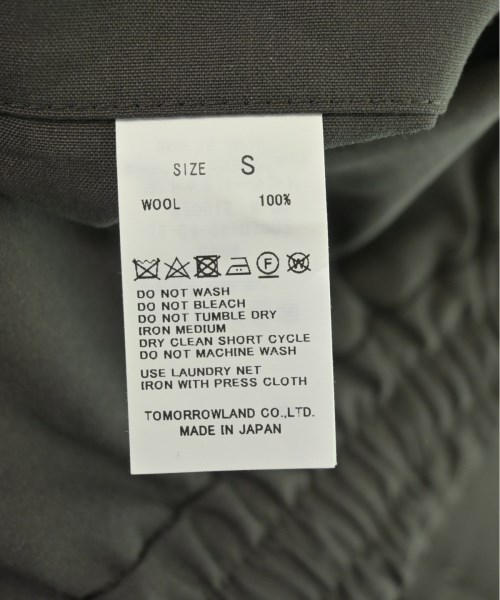 SIZE S
WOOL 100%
F W
DO NOT WASH
DO NOT BLEACH
DO NOT TUMBLE DRY
IRON MEDIUM
DRY CLEAN SHORT CYCLE
DO NOT MACHINE WASH
USE LAUNDRY NET
IRON WITH PRESS CLOTH
TOMORROWLAND CO.,LTD.
MADE IN JAPAN